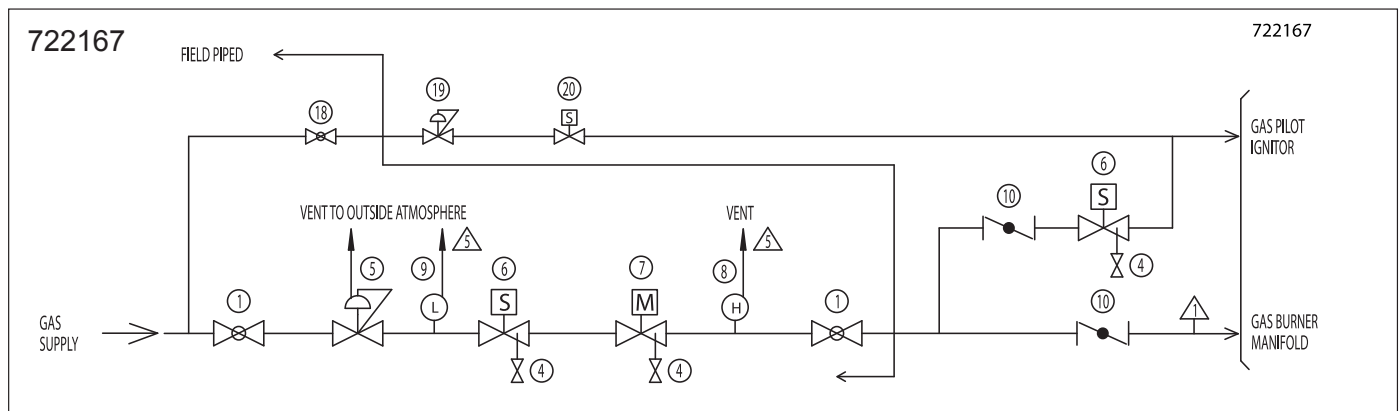 722167
722167
FIELD PIPED
19
20
18
GAS PILOT
IGNITOR
6
S
S
10
VENT TO OUTSIDE ATMOSPHERE
VENT
5
5
5
9
6
7
8
4
1
L
S
M
H
1
10
1
GAS
SUPPLY
GAS BURNER
MANIFOLD
4
4